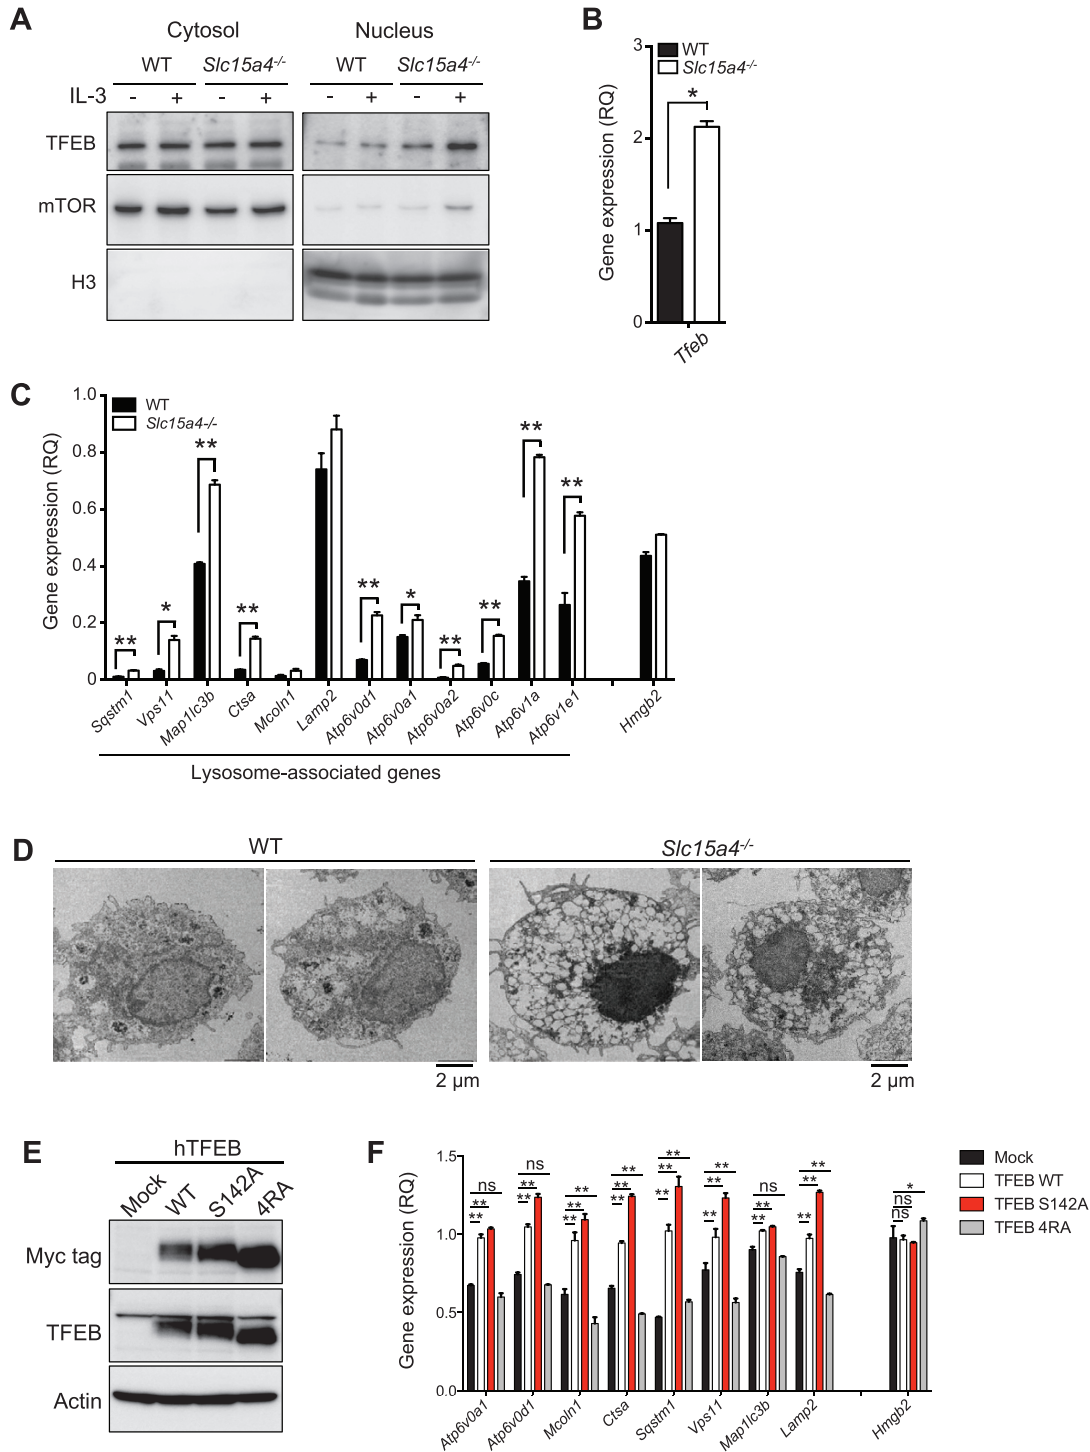 A
Cytosol Nucleus
WT Slc15a4-/- WT Slc15a4-/-
IL-3 - + - + - + - +
TFEB
mTOR
H3
B
WT
Slc15a4-/-
*
Gene expression (RQ)
3
2
1
0
Tfeb
C
WT
Slc15a4-/-
Gene expression (RQ)
1.0
0.8
0.6
0.4
0.2
0
** * ** ** ** * ** ** ** **
Sqstm1 Vps11 Map1lc3b Ctsa Mcoln1 Lamp2 Atp6v0d1 Atp6v0a1 Atp6v0a2 Atp6v0c Atp6v1a Atp6v1e1 Hmgb2
Lysosome-associated genes
D
WT Slc15a4-/-
2 μm 2 μm
E
hTFEB
Mock WT S142A 4RA
Myc tag
TFEB
Actin
F
Mock
TFEB WT
TFEB S142A
TFEB 4RA
Gene expression (RQ)
1.5
1.0
0.5
0.0
ns ns ** ** ** ** ns ** *
** ** ** ** ** ** ** ** ns
** ** ** ** ** ** ** ** ns
Atp6v0a1 Atp6v0d1 Mcoln1 Ctsa Sqstm1 Vps11 Map1lc3b Lamp2 Hmgb2